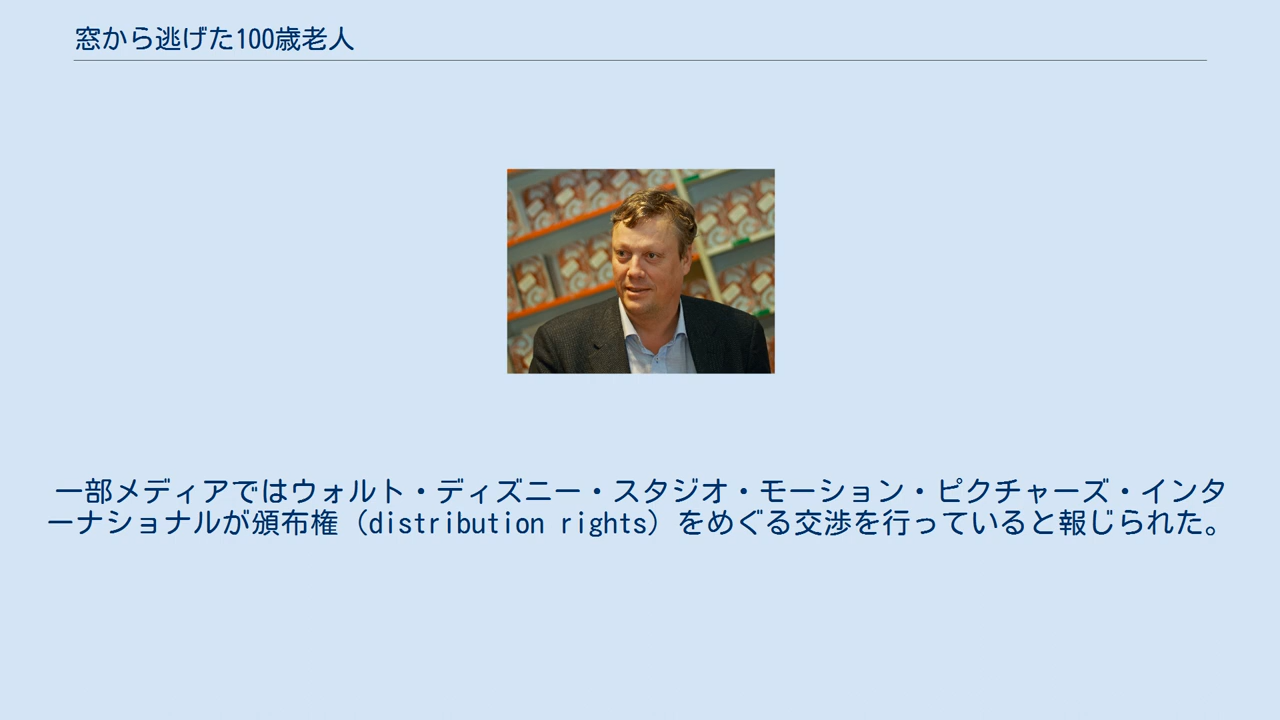 窓から逃げた100歳老人
一部メディアではウォルト・ディズニー・スタジオ・モーション・ピクチャーズ・インタ
ーナショナルが頒布権（distribution rights）をめぐる交渉を行っていると報じられた。